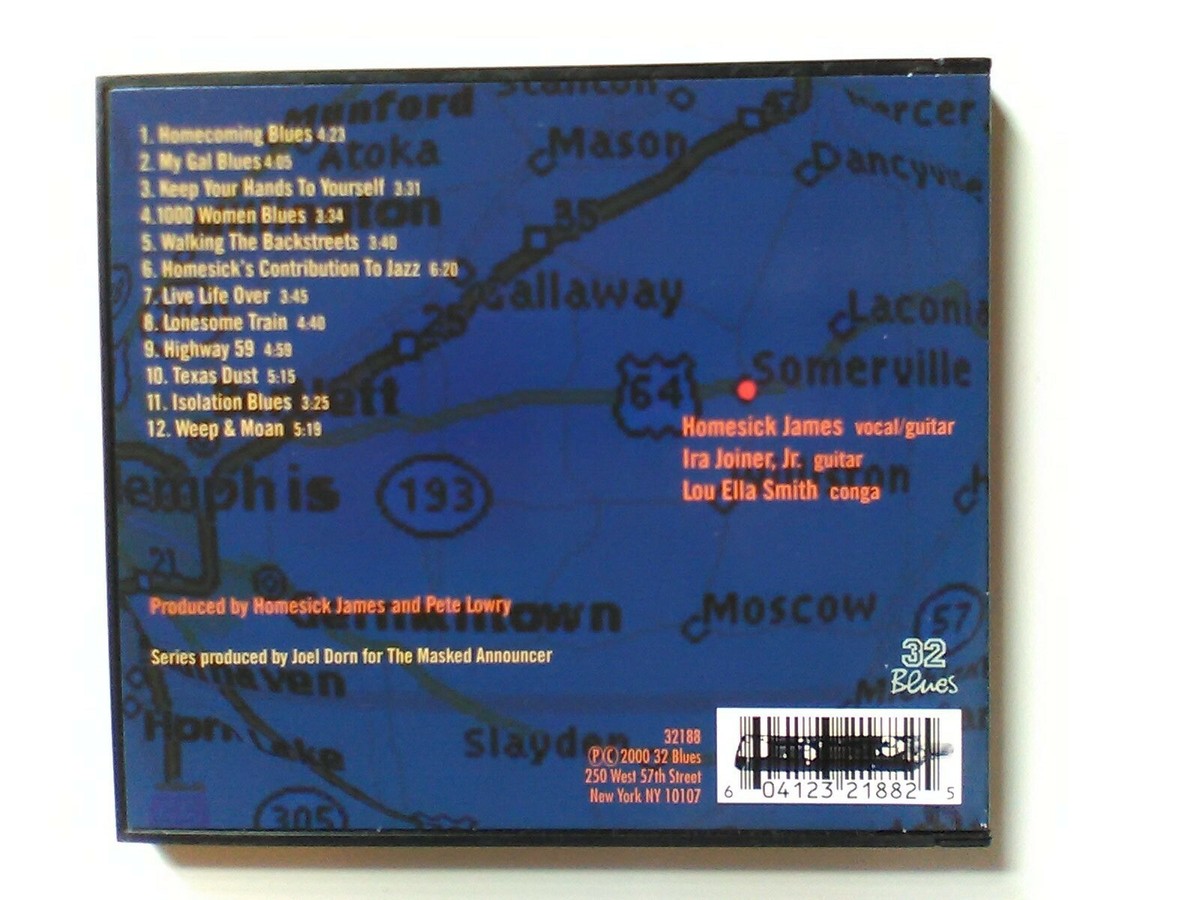 Stanton
Munford
Mason
Atoka
Gallaway
35
Laconia
Somerville
64
193
Moscow
57
Slayden
305
21
1. Homecoming Blues 4:23
2. My Gal Blues 4:05
3. Keep Your Hands To Yourself 3:31
4. 1000 Women Blues 3:34
5. Walking The Backstreets 3:40
6. Homesick's Contribution To Jazz 6:20
7. Live Life Over 3:45
8. Lonesome Train 4:40
9. Highway 59 4:59
10. Texas Dust 5:15
11. Isolation Blues 3:25
12. Weep & Moan 5:19
Homesick James vocal/guitar
Ira Joiner, Jr. guitar
Lou Ella Smith conga
Produced by Homesick James and Pete Lowry
Series produced by Joel Dorn for The Masked Announcer
32
Blues
32188
Ⓟ© 2000 32 Blues
250 West 57th Street
New York NY 10107
6 04123 21882 5